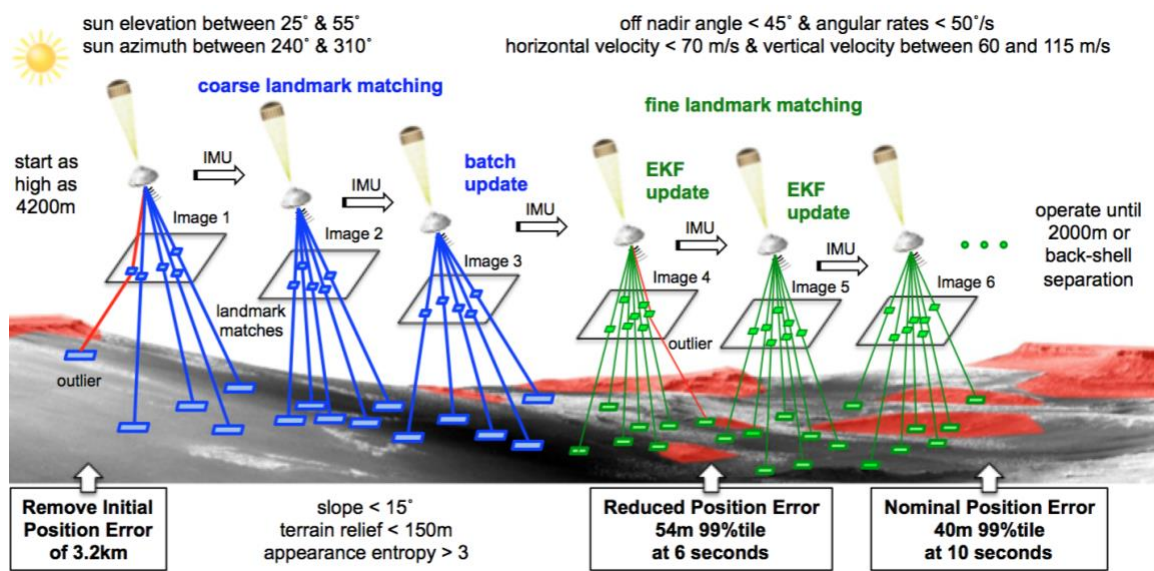 sun elevation between 25˚ & 55˚
sun azimuth between 240˚ & 310˚
off nadir angle < 45˚ & angular rates < 50˚/s
horizontal velocity < 70 m/s & vertical velocity between 60 and 115 m/s
coarse landmark matching
fine landmark matching
start as
high as
4200m
IMU
IMU
batch
update
IMU
EKF
update
IMU
EKF
update
IMU
operate until
2000m or
back-shell
separation
Image 1
Image 2
Image 3
Image 4
Image 5
Image 6
landmark
matches
outlier
outlier
Remove Initial
Position Error
of 3.2km
slope < 15˚
terrain relief < 150m
appearance entropy > 3
Reduced Position Error
54m 99%tile
at 6 seconds
Nominal Position Error
40m 99%tile
at 10 seconds